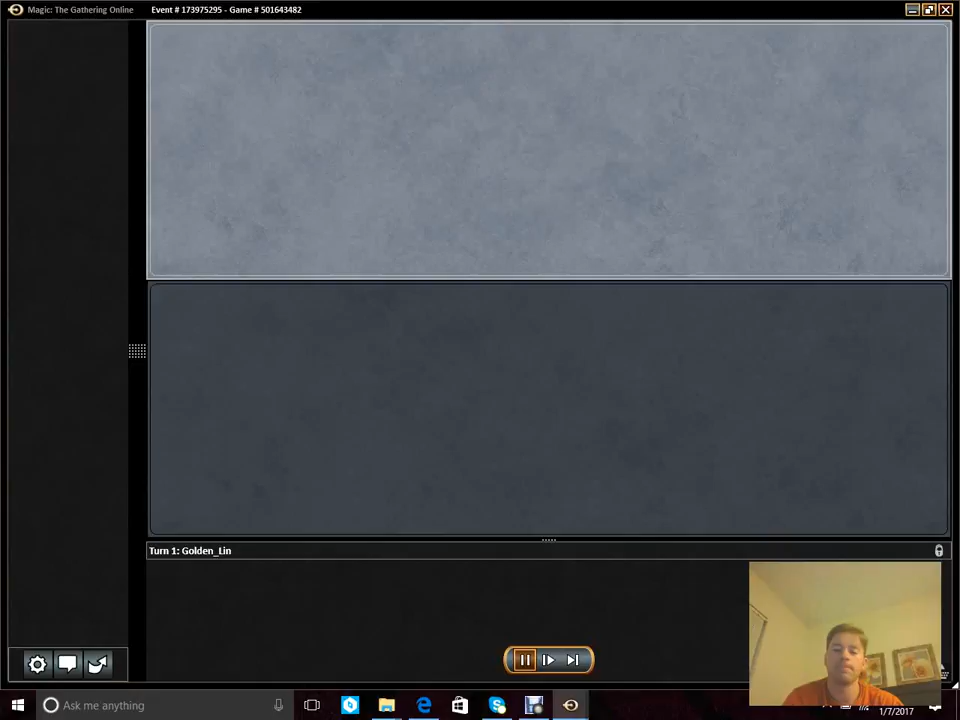 Magic: The Gathering Online Event # 173975295 - Game # 501643482
Turn 1: Golden_Lin
Ask me anything
1/7/2017